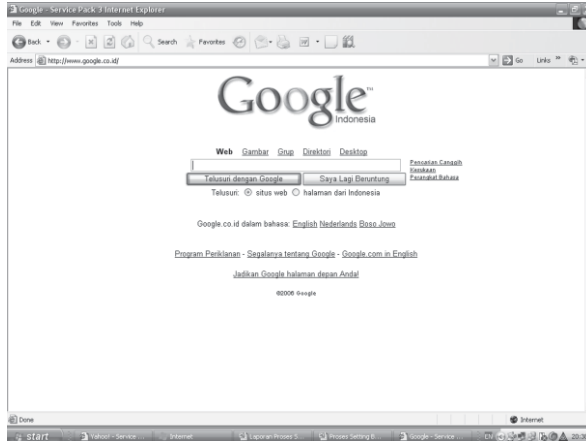 Google - Service Pack 3 Internet Explorer
File Edit View Favorites Tools Help
Back Search Favorites
Address http://www.google.co.id/ Go Links
Google™
Indonesia
Web Gambar Grup Direktori Desktop
Pencarian Canggih
Telusuri dengan Google Saya Lagi Beruntung
Perangkat Bahasa
Telusuri: situs web halaman dari Indonesia
Google.co.id dalam bahasa: English Nederlands Boso Jowo
Program Periklanan - Segalanya tentang Google - Google.com in English
Jadikan Google halaman depan Anda!
©2006 Google
Done Internet
start Yahoo! - Service ... Internet Laporan Proses S... Proses Setting B... Google - Service ... EN